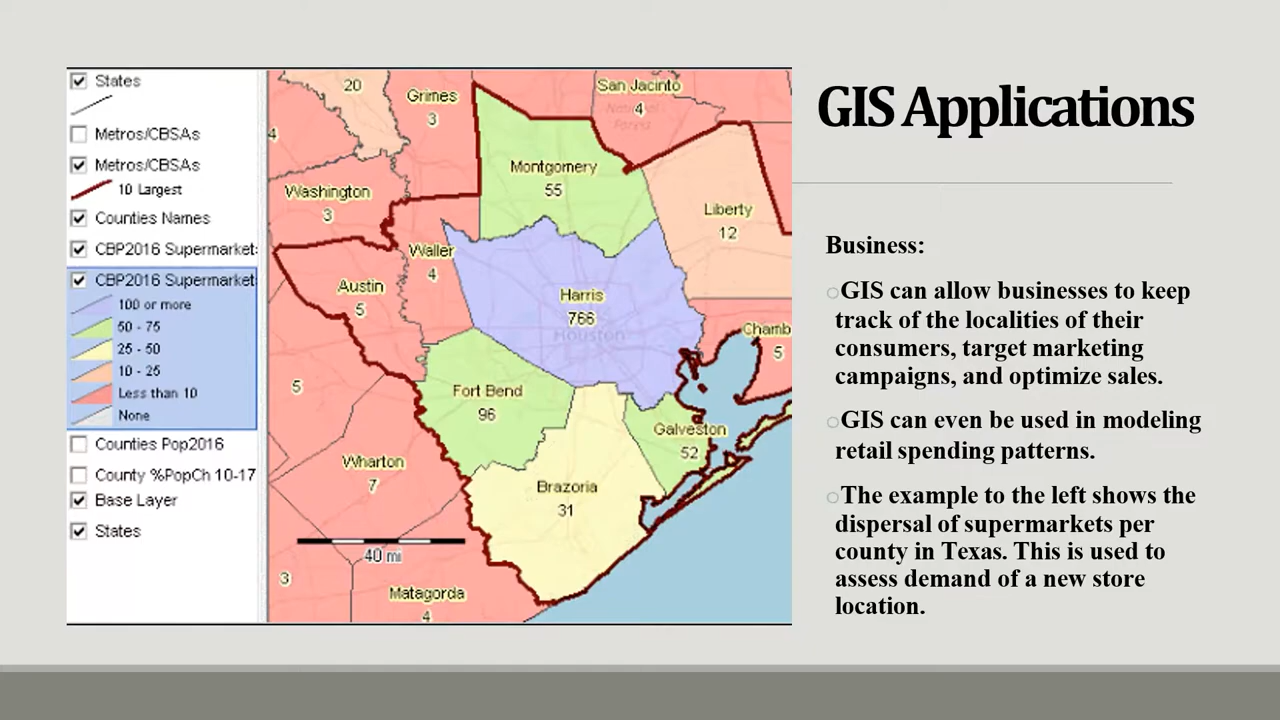 GIS Applications
States
Metros/CBSAs
Metros/CBSAs
10 Largest
Counties Names
CBP2016 Supermarket
CBP2016 Supermarket
100 or more
50 - 75
25 - 50
10 - 25
Less than 10
None
Counties Pop2016
County %PopCh 10-17
Base Layer
States
20
Grimes
3
San Jacinto
4
4
Montgomery
55
Washington
3
Liberty
12
Waller
4
Austin
5
Harris
766
Houston
Chamb
5
5
Fort Bend
96
Galveston
52
Wharton
7
Brazoria
31
40 mi
3
Matagorda
4
Business:
GIS can allow businesses to keep
track of the localities of their
consumers, target marketing
campaigns, and optimize sales.
GIS can even be used in modeling
retail spending patterns.
The example to the left shows the
dispersal of supermarkets per
county in Texas. This is used to
assess demand of a new store
location.